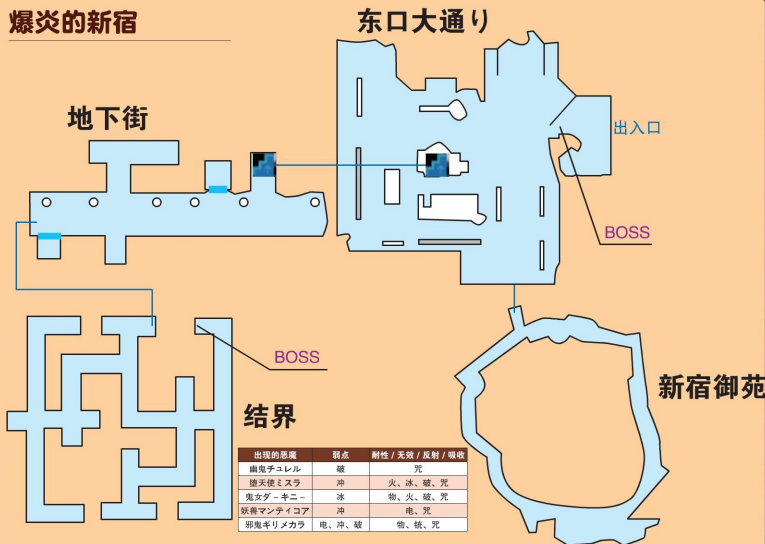 爆炎的新宿
东口大通り
地下街
出入口
BOSS
BOSS
结界
新宿御苑
出现的恶魔 弱点 耐性 / 无效 / 反射 / 吸收
幽鬼チュレル 破 咒
堕天使ミスラ 冲 火、冰、破、咒
鬼女ダ－キニ－ 冰 物、火、破、咒
妖兽マンティコア 冲 电、咒
邪鬼ギリメカラ 电、冲、破 物、铳、咒